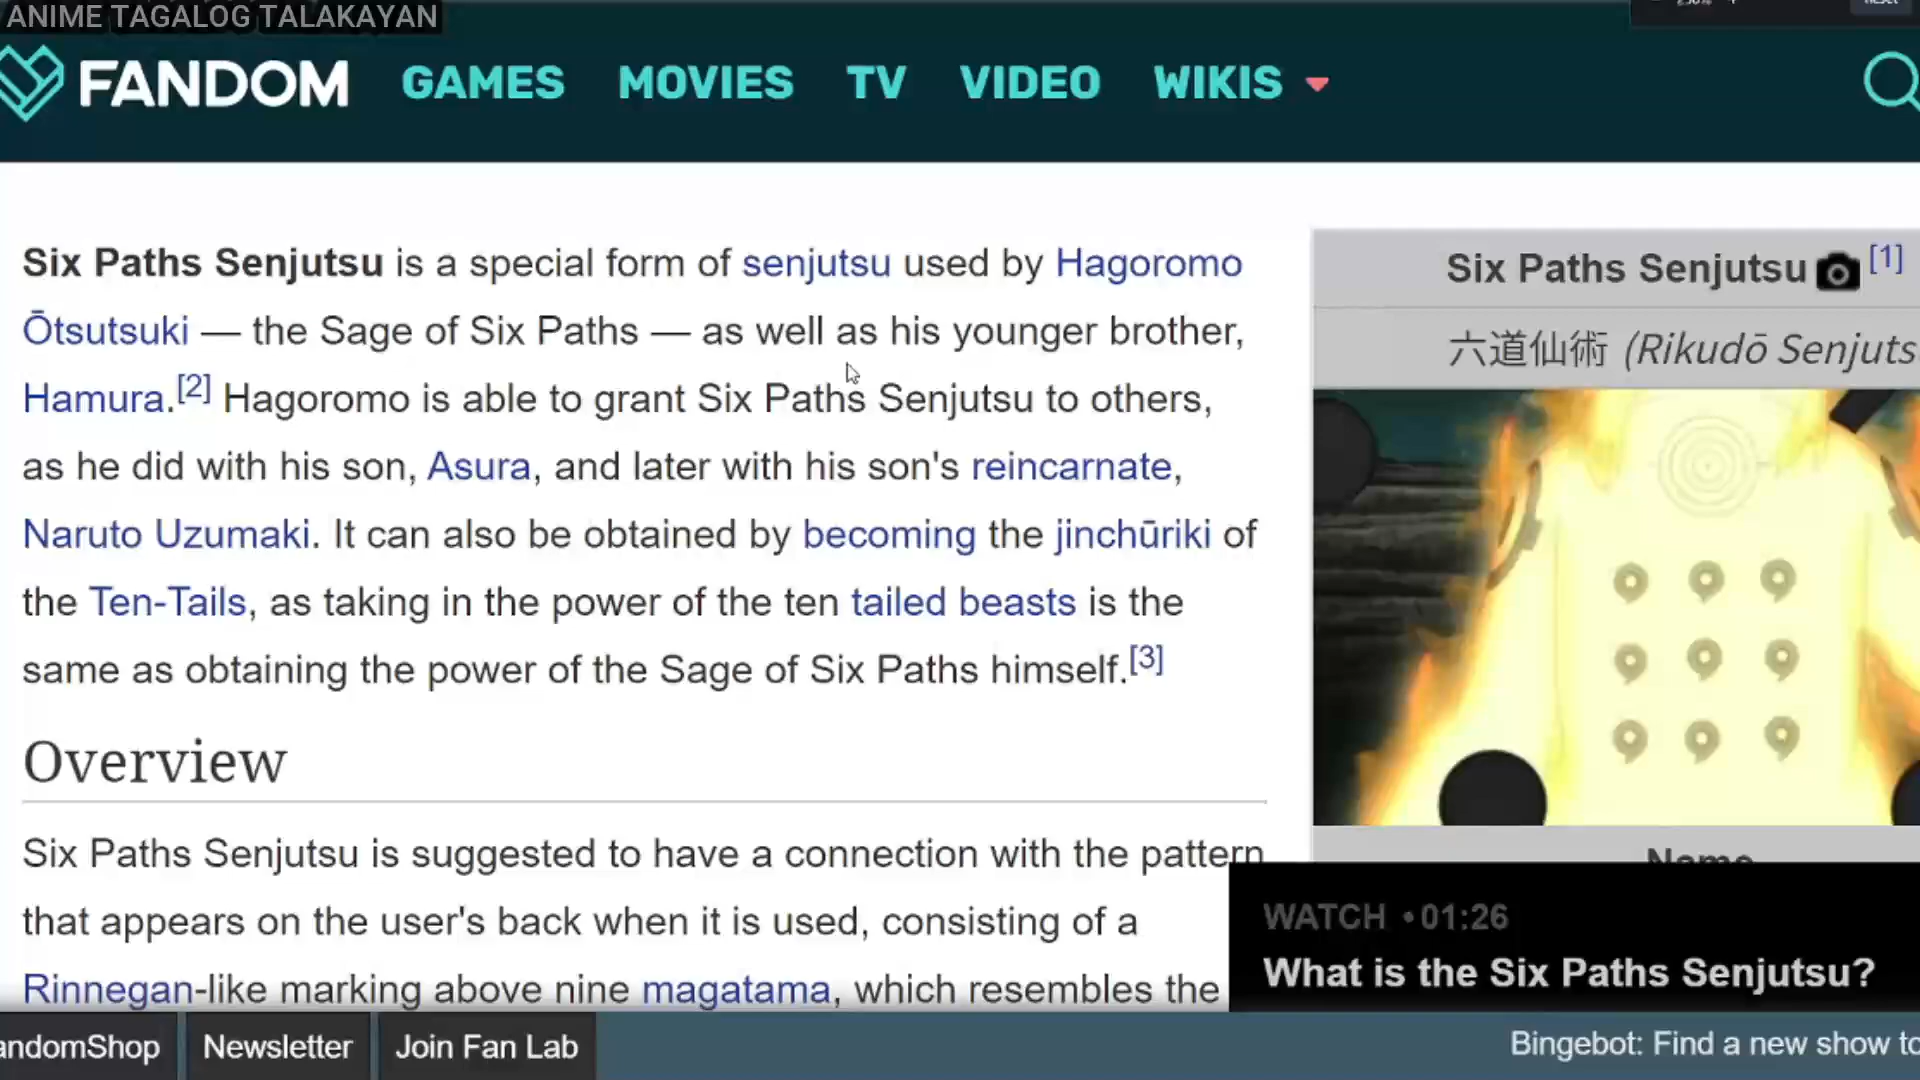 ANIME TAGALOG TALAKAYAN
FANDOM GAMES MOVIES TV VIDEO WIKIS
Six Paths Senjutsu is a special form of senjutsu used by Hagoromo
Ōtsutsuki — the Sage of Six Paths — as well as his younger brother,
Hamura.[2] Hagoromo is able to grant Six Paths Senjutsu to others,
as he did with his son, Asura, and later with his son's reincarnate,
Naruto Uzumaki. It can also be obtained by becoming the jinchūriki of
the Ten-Tails, as taking in the power of the ten tailed beasts is the
same as obtaining the power of the Sage of Six Paths himself.[3]
Overview
Six Paths Senjutsu is suggested to have a connection with the pattern
that appears on the user's back when it is used, consisting of a
Rinnegan-like marking above nine magatama, which resembles the
Six Paths Senjutsu [1]
六道仙術 (Rikudō Senjuts
Name
WATCH • 01:26
What is the Six Paths Senjutsu?
andomShop Newsletter Join Fan Lab
Bingebot: Find a new show to